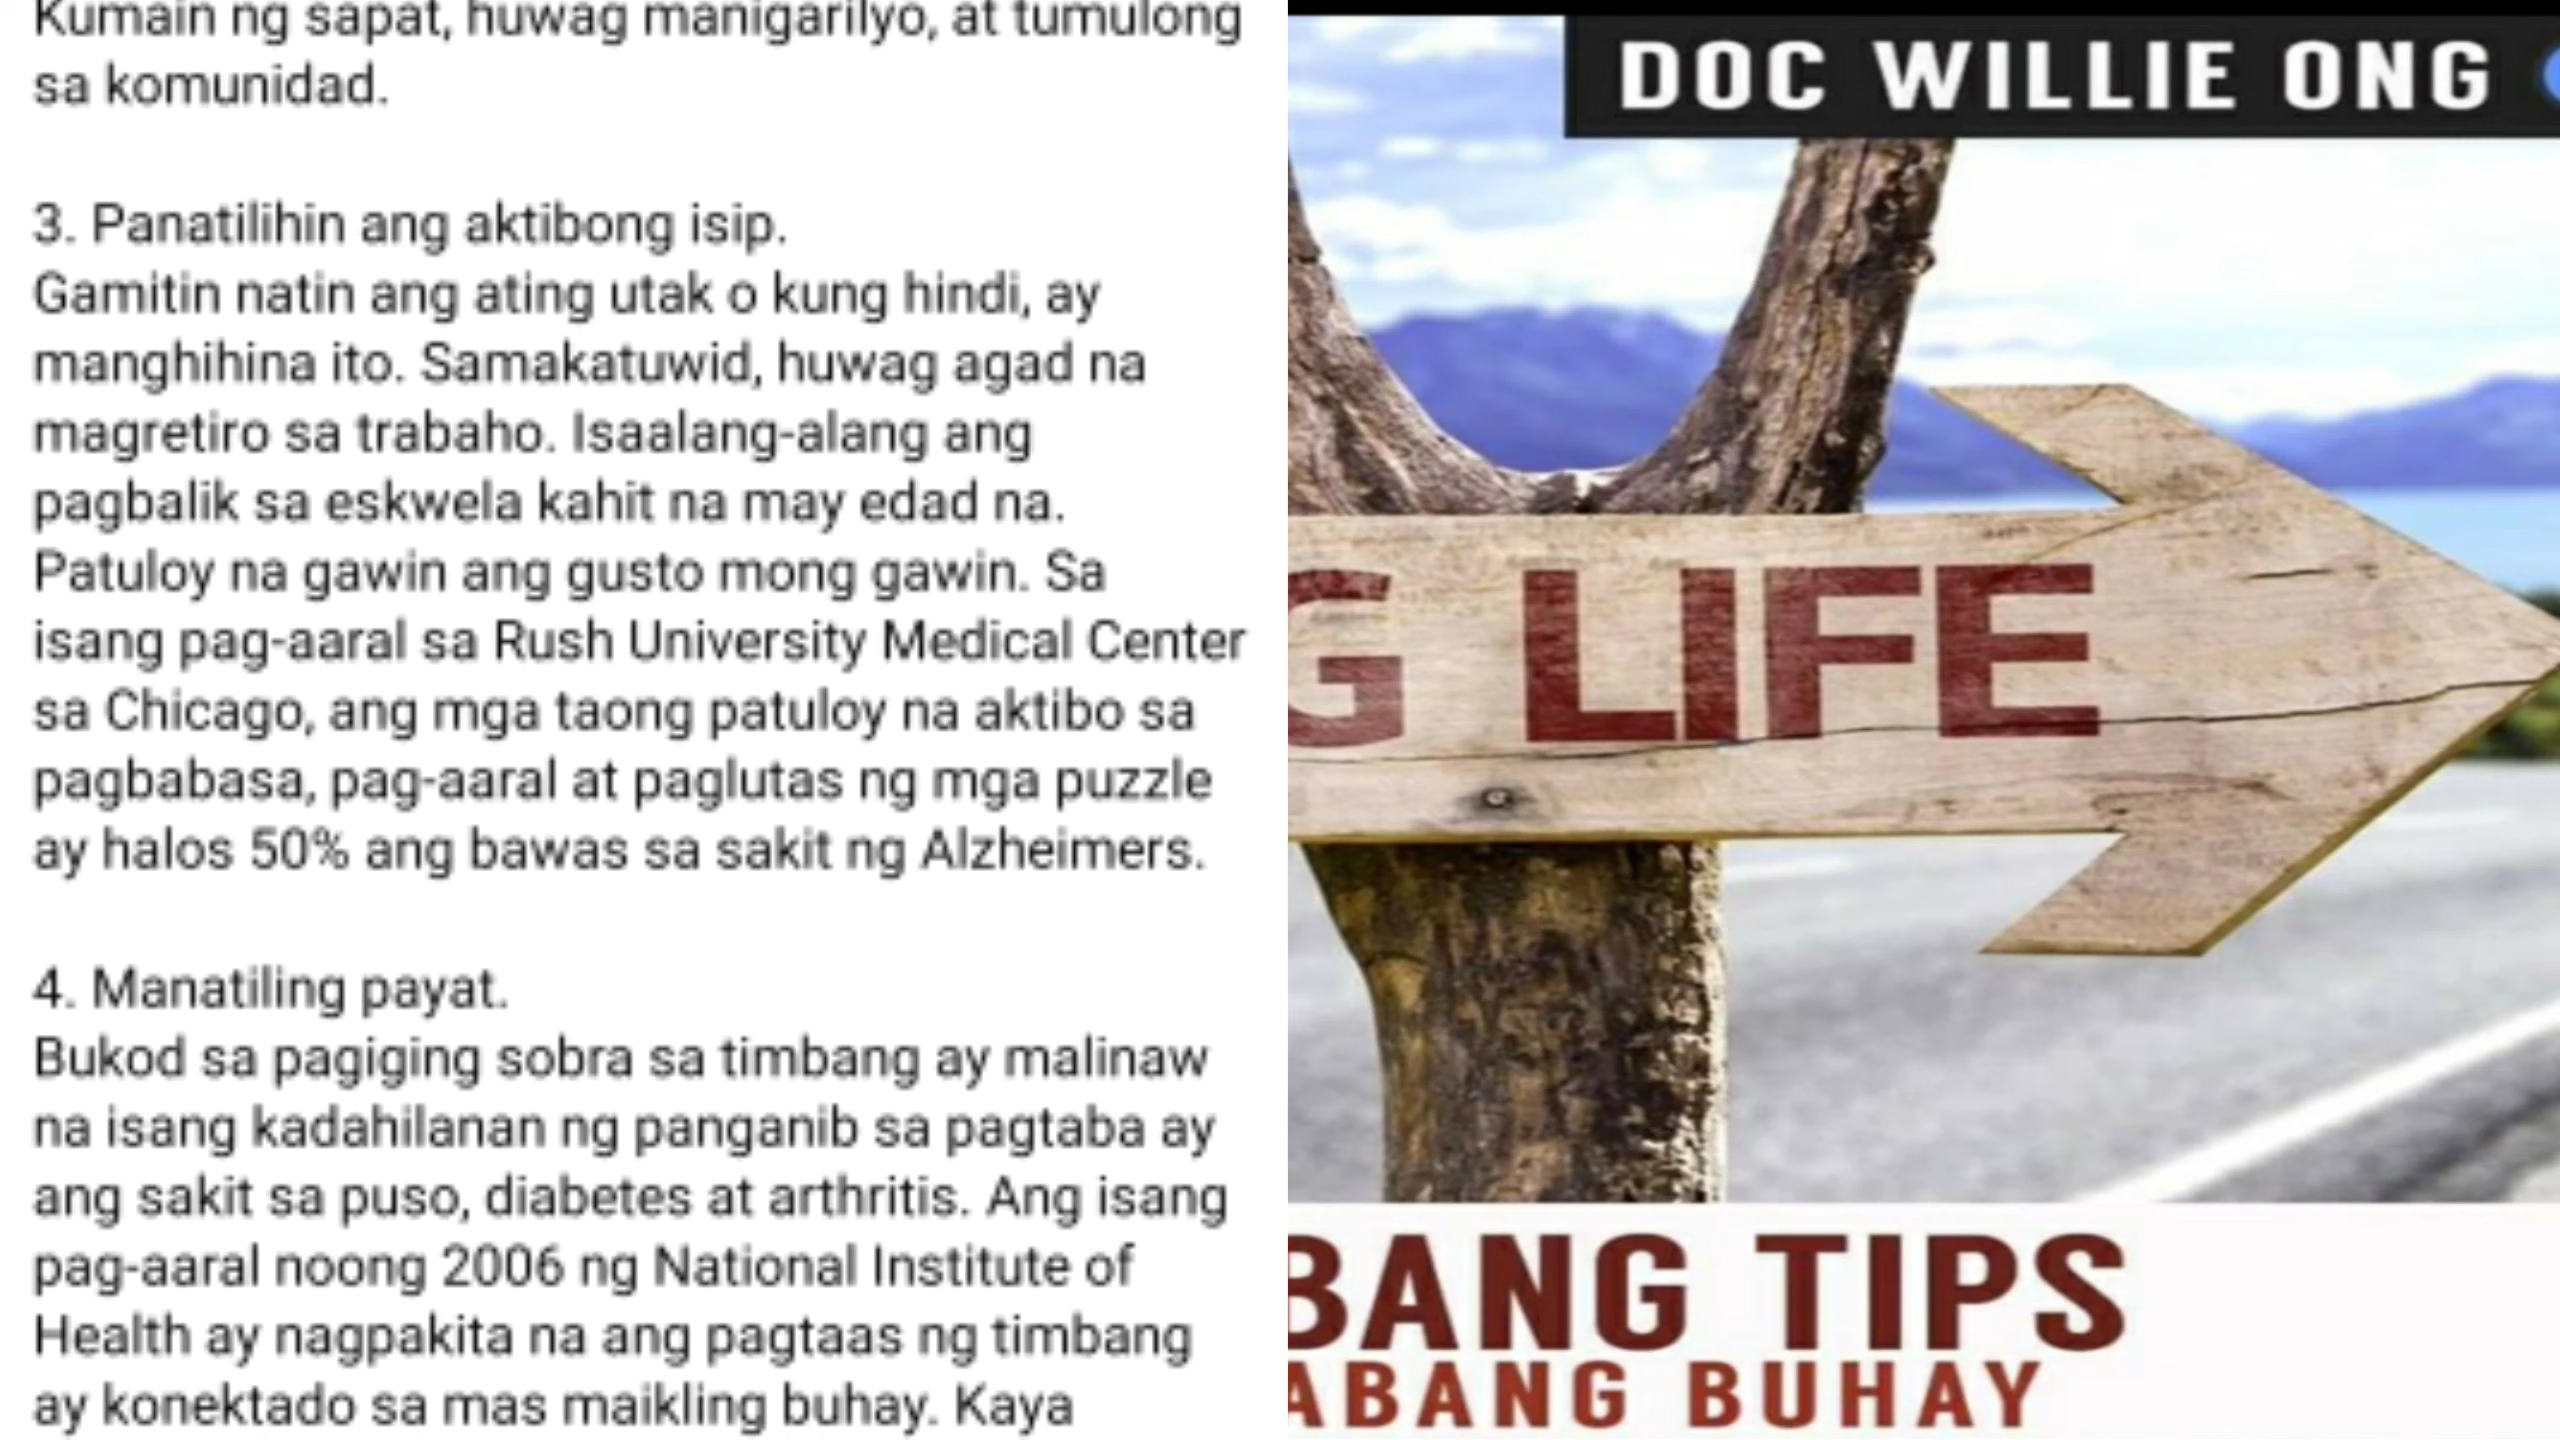 Kumain ng sapat, huwag manigarilyo, at tumulong
sa komunidad.
3. Panatilihin ang aktibong isip.
Gamitin natin ang ating utak o kung hindi, ay
manghihina ito. Samakatuwid, huwag agad na
magretiro sa trabaho. Isaalang-alang ang
pagbalik sa eskwela kahit na may edad na.
Patuloy na gawin ang gusto mong gawin. Sa
isang pag-aaral sa Rush University Medical Center
sa Chicago, ang mga taong patuloy na aktibo sa
pagbabasa, pag-aaral at paglutas ng mga puzzle
ay halos 50% ang bawas sa sakit ng Alzheimers.
4. Manatiling payat.
Bukod sa pagiging sobra sa timbang ay malinaw
na isang kadahilanan ng panganib sa pagtaba ay
ang sakit sa puso, diabetes at arthritis. Ang isang
pag-aaral noong 2006 ng National Institute of
Health ay nagpakita na ang pagtaas ng timbang
ay konektado sa mas maikling buhay. Kaya
DOC WILLIE ONG
G LIFE
BANG TIPS
ABANG BUHAY